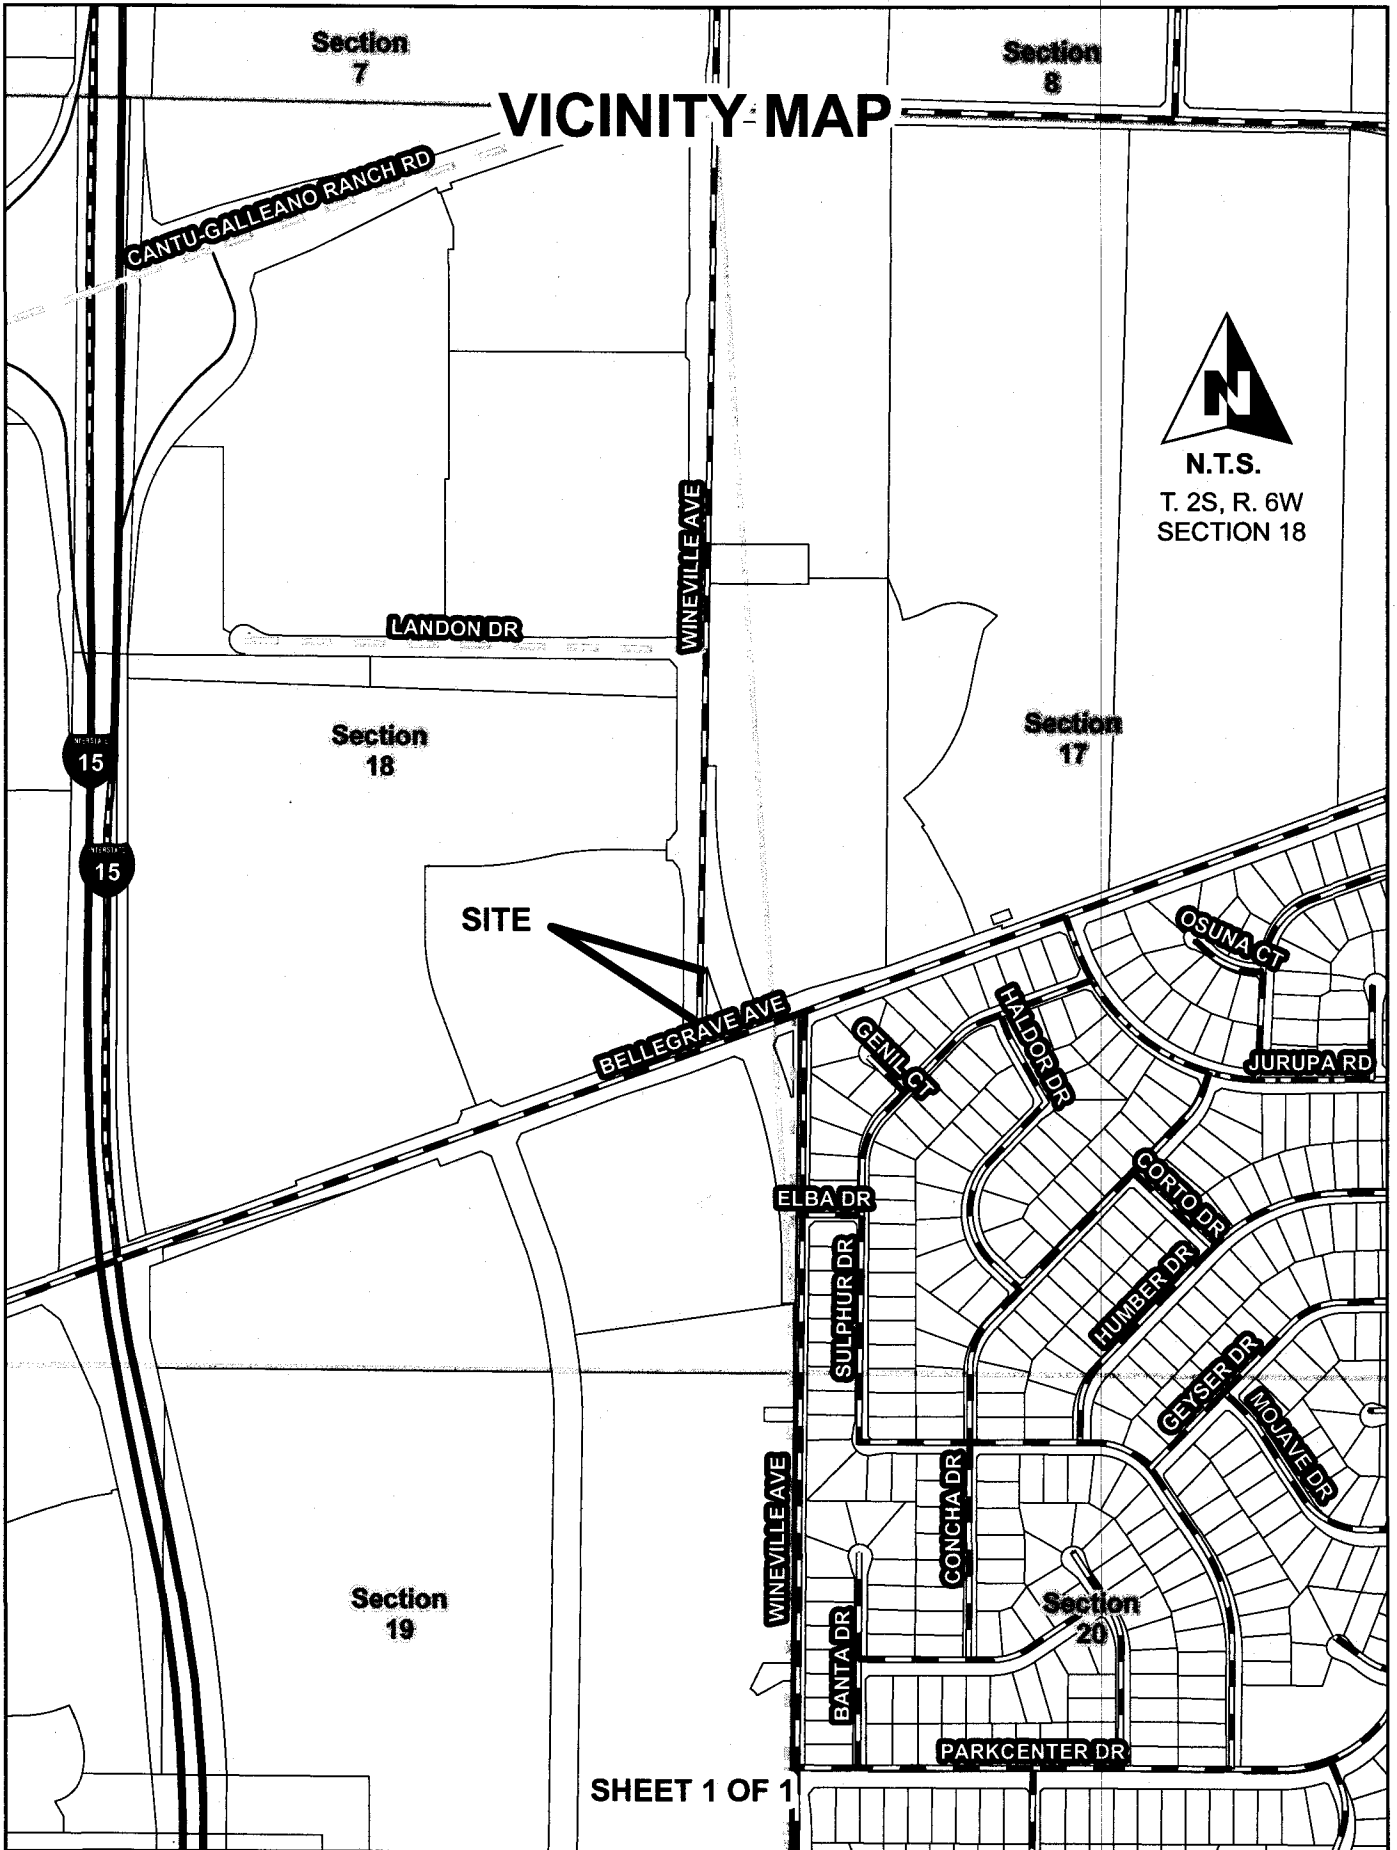 Section
7
Section
8
VICINITY MAP
CANTU-GALLEANO RANCH RD
N
N.T.S.
T. 2S, R. 6W
SECTION 18
WINEVILLE AVE
LANDON DR
Section
18
Section
17
INTERSTATE
15
INTERSTATE
15
SITE
OSUNA CT
BELLEGRAVE AVE
GENIL CT
HALDOR DR
JURUPA RD
ELBA DR
CORTO DR
SULPHUR DR
HUMBER DR
GEYSER DR
MOJAVE DR
WINEVILLE AVE
CONCHA DR
Section
19
Section
20
BANTA DR
PARKCENTER DR
SHEET 1 OF 1